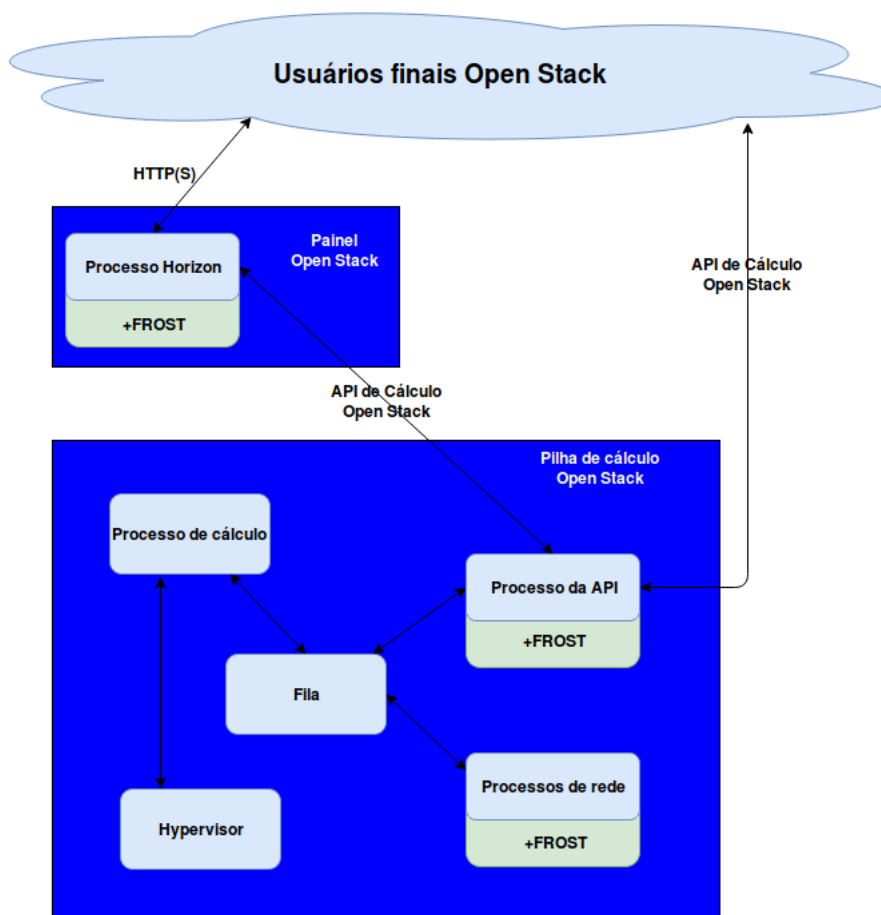 Usuários finais Open Stack
HTTP(S)
Painel
Open Stack
Processo Horizon
+FROST
API de Cálculo
Open Stack
API de Cálculo
Open Stack
Pilha de cálculo
Open Stack
Processo de cálculo
Processo da API
+FROST
Fila
Processos de rede
+FROST
Hypervisor